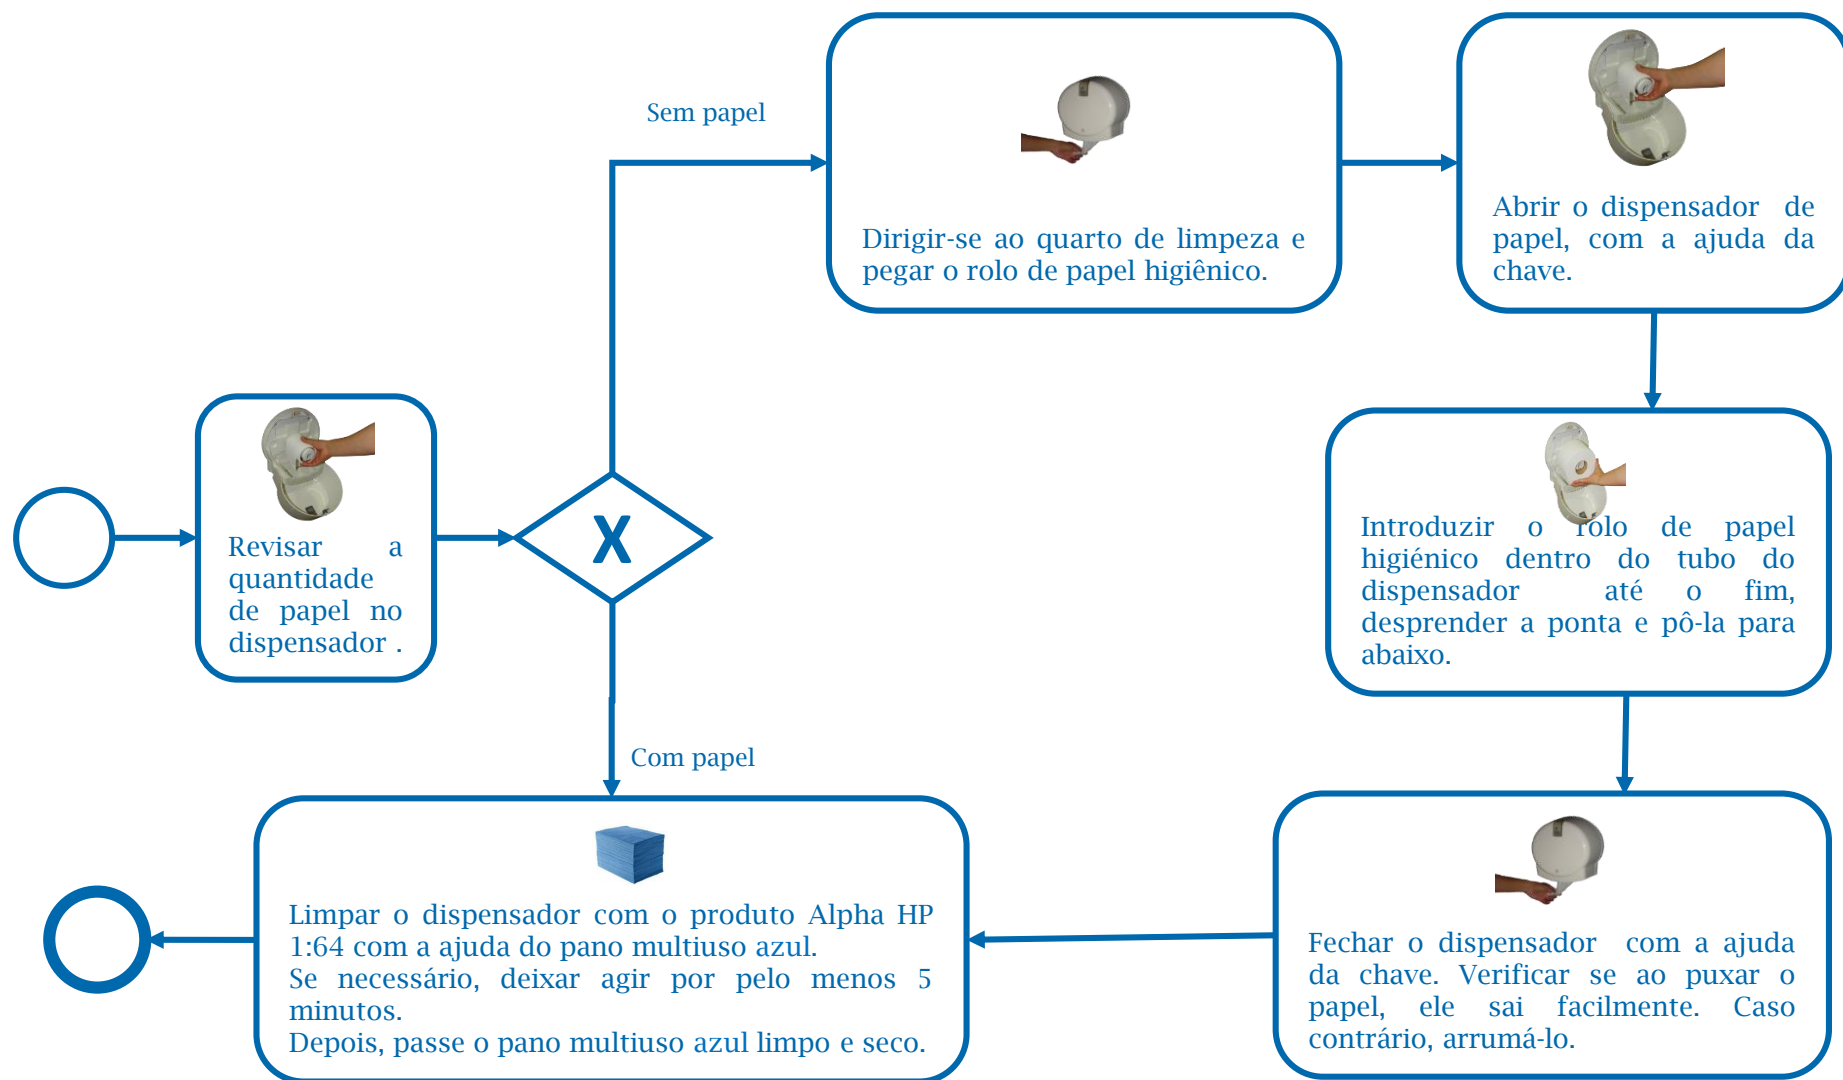 Sem papel
Dirigir-se ao quarto de limpeza e
pegar o rolo de papel higiênico.
Abrir o dispensador de
papel, com a ajuda da
chave.
Revisar a
quantidade
de papel no
dispensador .
X
Introduzir o rolo de papel
higiénico dentro do tubo do
dispensador até o fim,
desprender a ponta e pô-la para
abaixo.
Com papel
Limpar o dispensador com o produto Alpha HP
1:64 com a ajuda do pano multiuso azul.
Se necessário, deixar agir por pelo menos 5
minutos.
Depois, passe o pano multiuso azul limpo e seco.
Fechar o dispensador com a ajuda
da chave. Verificar se ao puxar o
papel, ele sai facilmente. Caso
contrário, arrumá-lo.